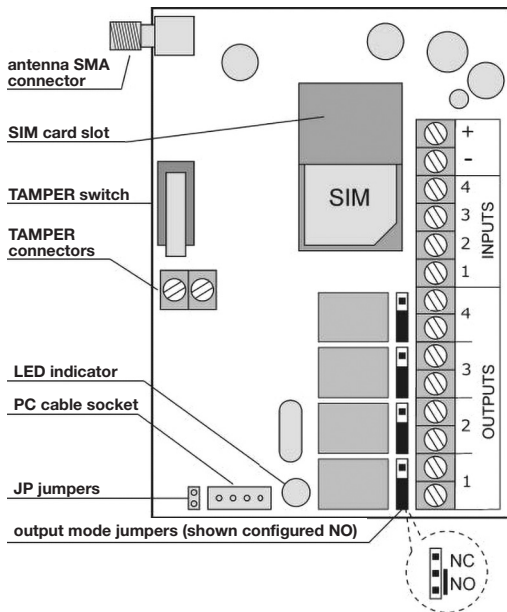 antenna SMA
connector
SIM card slot
SIM
TAMPER switch
TAMPER
connectors
LED indicator
PC cable socket
JP jumpers
output mode jumpers (shown configured NO)
+
-
4
3
2
1
INPUTS
4
3
2
1
OUTPUTS
NC
NO